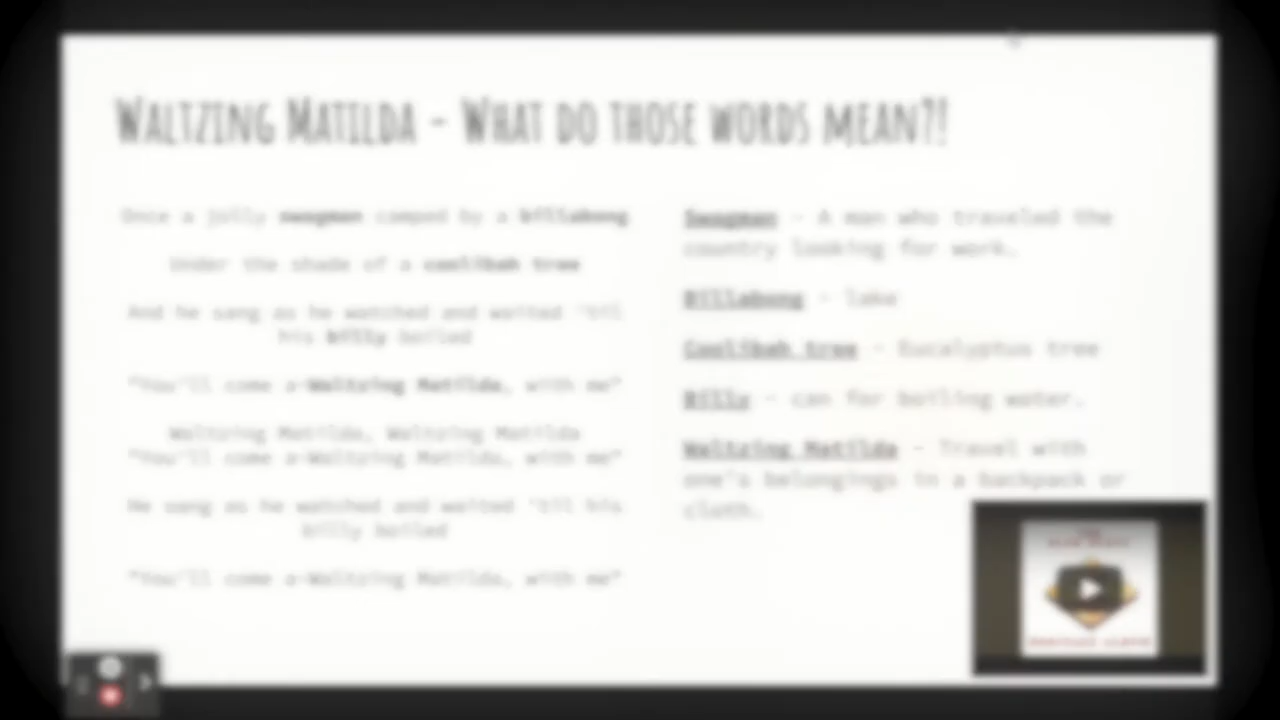 Waltzing Matilda - What do those words mean?!
Once a jolly swagman camped by a billabong
Under the shade of a coolibah tree
And he sang as he watched and waited 'til
his billy boiled
"You'll come a-Waltzing Matilda, with me"
Waltzing Matilda, Waltzing Matilda
"You'll come a-Waltzing Matilda, with me"
He sang as he watched and waited 'til his
billy boiled
"You'll come a-Waltzing Matilda, with me"
Swagman - A man who traveled the
country looking for work.
Billabong - lake
Coolibah tree - Eucalyptus tree
Billy - can for boiling water.
Waltzing Matilda - Travel with
one's belongings in a backpack or
cloth.